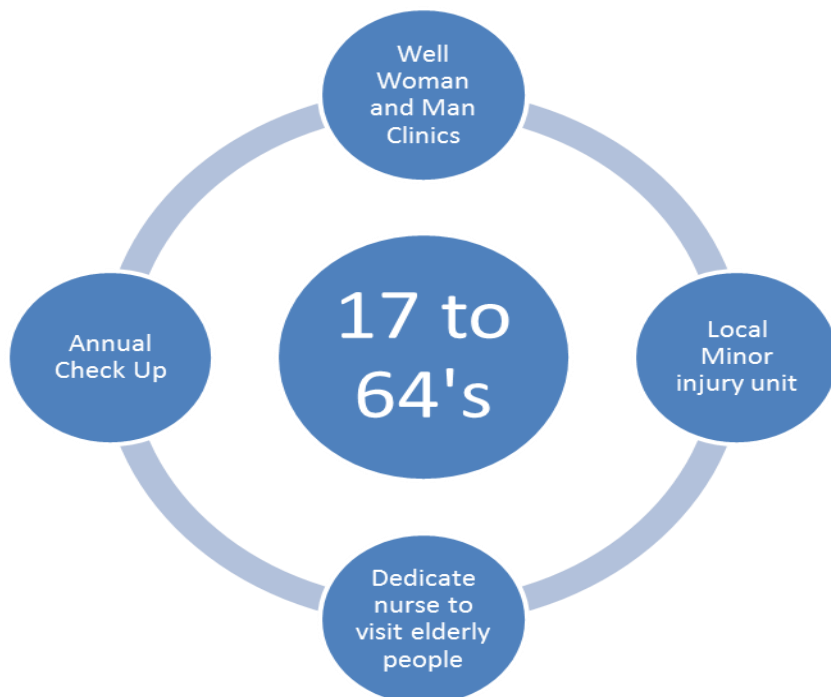 Well
Woman
and Man
Clinics
Annual
Check Up
17 to
64's
Local
Minor
injury unit
Dedicate
nurse to
visit elderly
people